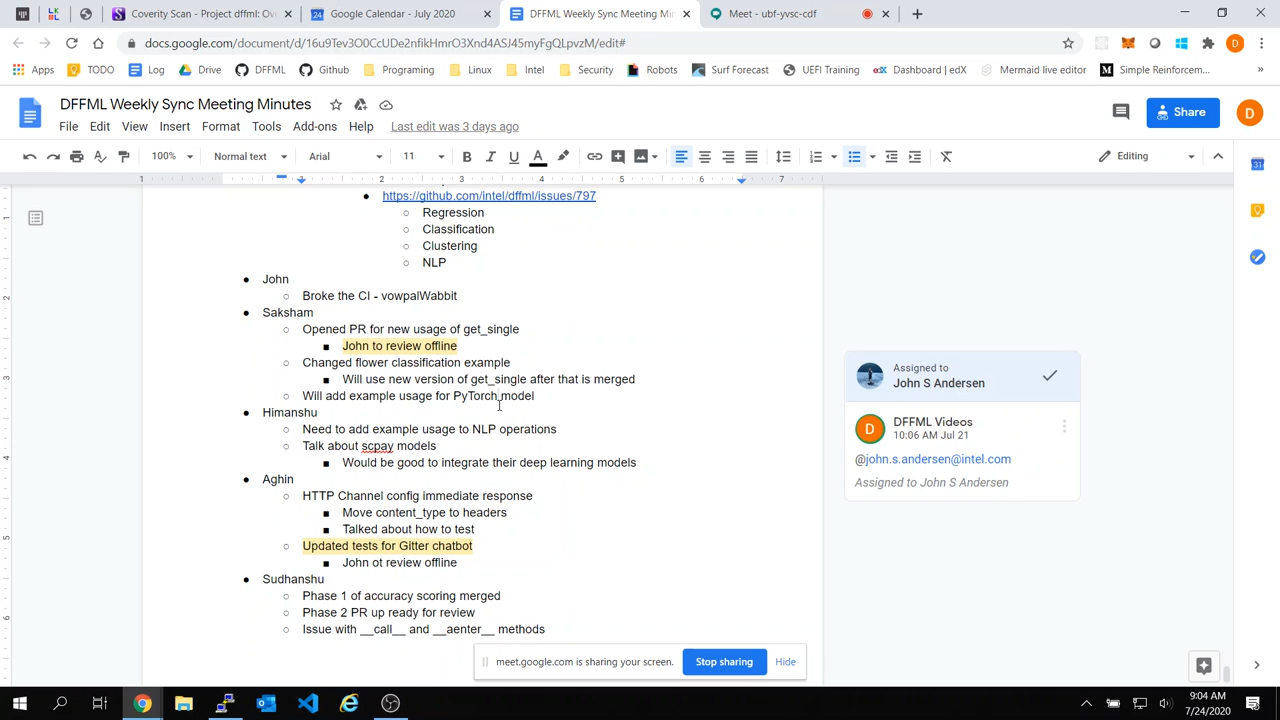 Coverity Scan - Project dffml: Ov
Google Calendar - July 2020
DFFML Weekly Sync Meeting Min
Meet - ubf-yvsc-cdf
docs.google.com/document/d/16u9Tev3O0CcUDe2nfikHmrO3Xnd4ASJ45myFgQLpvzM/edit#
Apps TODO Log Drive DFFML Github Programing Linux Intel Security Robots Surf Forecast UEFI Training Dashboard | edX Mermaid live editor Simple Reinforcem...
DFFML Weekly Sync Meeting Minutes
File Edit View Insert Format Tools Add-ons Help Last edit was 3 days ago
Share
D
100% Normal text Arial 11 B I U A Editing
1 1 2 3 4 5 6 7
https://github.com/intel/dffml/issues/797
Regression
Classification
Clustering
NLP
John
Broke the CI - vowpalWabbit
Saksham
Opened PR for new usage of get_single
John to review offline
Changed flower classification example
Will use new version of get_single after that is merged
Will add example usage for PyTorch model
Himanshu
Need to add example usage to NLP operations
Talk about scpay models
Would be good to integrate their deep learning models
Aghin
HTTP Channel config immediate response
Move content_type to headers
Talked about how to test
Updated tests for Gitter chatbot
John ot review offline
Sudhanshu
Phase 1 of accuracy scoring merged
Phase 2 PR up ready for review
Issue with __call__ and __aenter__ methods
Assigned to
John S Andersen
D
DFFML Videos
10:06 AM Jul 21
@john.s.andersen@intel.com
Assigned to John S Andersen
meet.google.com is sharing your screen. Stop sharing Hide
9:04 AM
7/24/2020